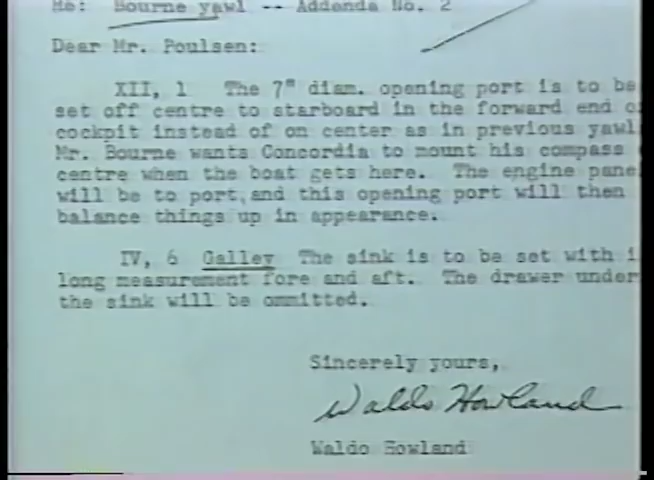 Re: Bourne yawl -- Addenda No. 2
Dear Mr. Poulsen:
XII, 1 The 7" diam. opening port is to be
set off centre to starboard in the forward end o
cockpit instead of on center as in previous yawl
Mr. Bourne wants Concordia to mount his compass
centre when the boat gets here. The engine pane
will be to port, and this opening port will then
balance things up in appearance.
IV, 6 Galley The sink is to be set with i
long measurement fore and aft. The drawer under
the sink will be ommitted.
Sincerely yours,
Waldo Howland
Waldo Howland